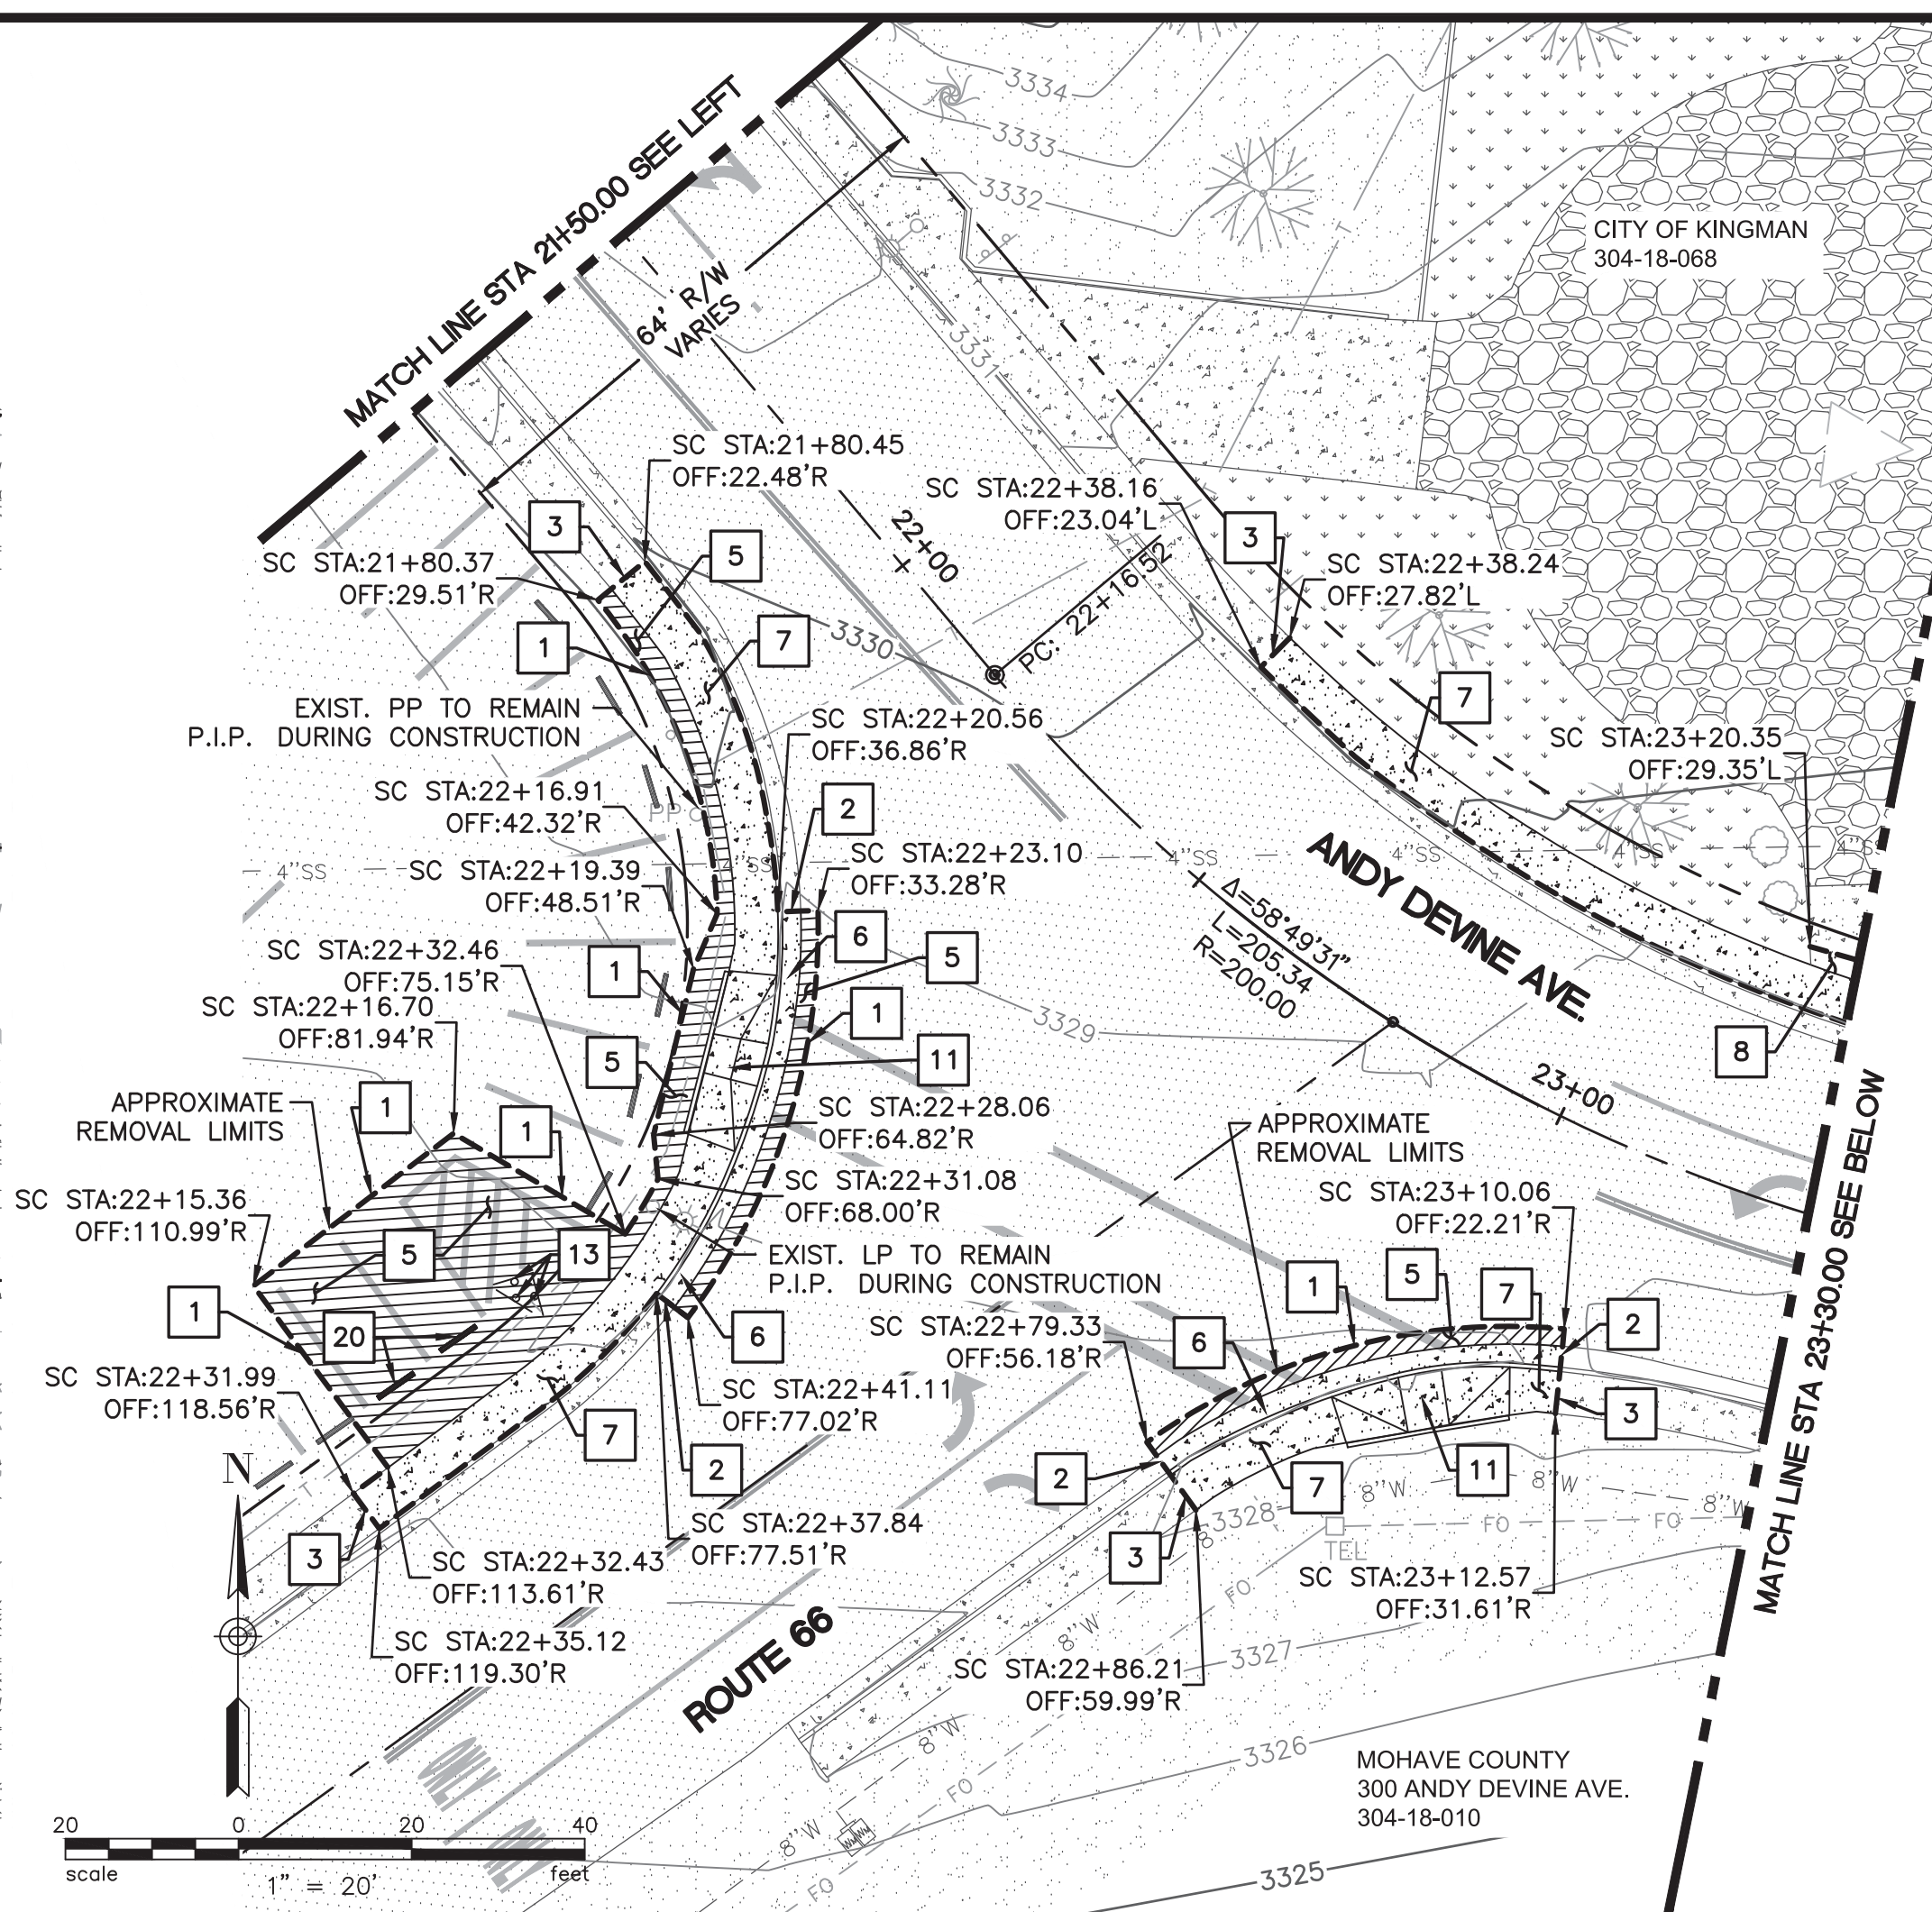 MATCH LINE STA 21+50.00 SEE LEFT
64' R/W
VARIES
3334
3333
3332
3331
3330
3329
3328
3327
3326
3325
CITY OF KINGMAN
304-18-068
SC STA:21+80.45
OFF:22.48'R
SC STA:22+38.16
OFF:23.04'L
3
5
3
22+00
PC: 22+16.52
SC STA:21+80.37
OFF:29.51'R
SC STA:22+38.24
OFF:27.82'L
1
7
7
EXIST. PP TO REMAIN
P.I.P. DURING CONSTRUCTION
SC STA:22+20.56
OFF:36.86'R
SC STA:23+20.35
OFF:29.35'L
SC STA:22+16.91
OFF:42.32'R
PP
2
SC STA:22+23.10
OFF:33.28'R
4"SS
4"SS
4"SS
4"SS
4"SS
4"SS
SC STA:22+19.39
OFF:48.51'R
Δ=58°49'31"
L=205.34
R=200.00
ANDY DEVINE AVE.
6
5
SC STA:22+32.46
OFF:75.15'R
1
SC STA:22+16.70
OFF:81.94'R
1
5
11
8
23+00
APPROXIMATE
REMOVAL LIMITS
1
1
SC STA:22+28.06
OFF:64.82'R
APPROXIMATE
REMOVAL LIMITS
MATCH LINE STA 23+30.00 SEE BELOW
SC STA:22+15.36
OFF:110.99'R
SC STA:22+31.08
OFF:68.00'R
SC STA:23+10.06
OFF:22.21'R
5
13
EXIST. LP TO REMAIN
P.I.P. DURING CONSTRUCTION
1
5
7
1
20
6
SC STA:22+79.33
OFF:56.18'R
6
2
SC STA:22+31.99
OFF:118.56'R
SC STA:22+41.11
OFF:77.02'R
7
2
3
N
T
T
2
7
11
8"W
8"W
8"W
SC STA:22+37.84
OFF:77.51'R
3
SC STA:22+32.43
OFF:113.61'R
3
TEL
FO
FO
SC STA:23+12.57
OFF:31.61'R
SC STA:22+35.12
OFF:119.30'R
FO
8"W
ROUTE 66
SC STA:22+86.21
OFF:59.99'R
8"W
FO
8"W
FO
MOHAVE COUNTY
300 ANDY DEVINE AVE.
304-18-010
20 0 20 40
scale feet
1" = 20'